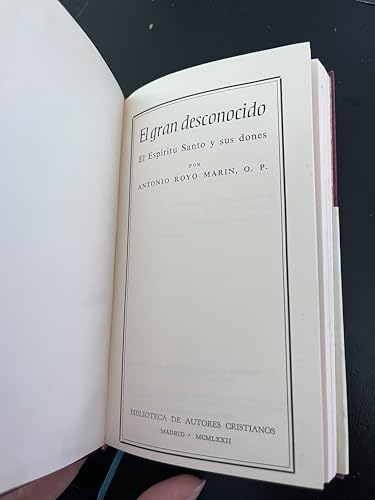 El gran desconocido
El Espíritu Santo y sus dones
POR
ANTONIO ROYO MARIN, O. P.
BIBLIOTECA DE AUTORES CRISTIANOS
MADRID • MCMLXXII